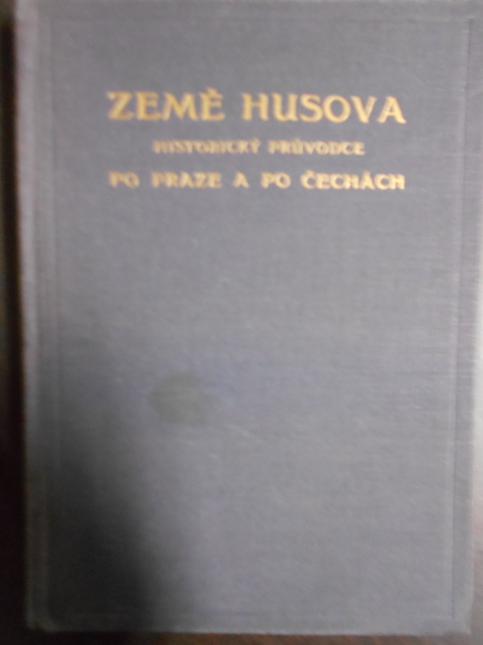 ZEMĚ HUSOVA
HISTORICKÝ PRŮVODCE
PO PRAZE A PO ČECHÁCH